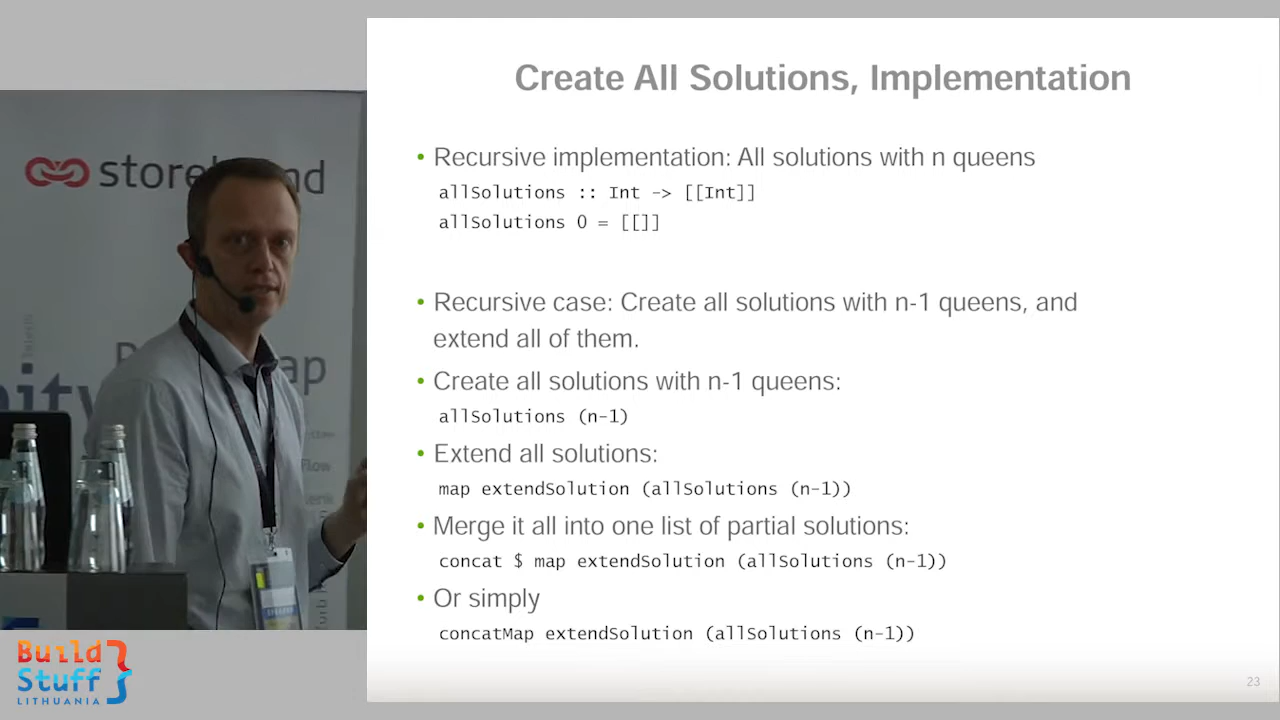 Create All Solutions, Implementation
• Recursive implementation: All solutions with n queens
allSolutions :: Int -> [[Int]]
allSolutions 0 = [[]]
• Recursive case: Create all solutions with n-1 queens, and
extend all of them.
• Create all solutions with n-1 queens:
allSolutions (n-1)
• Extend all solutions:
map extendSolution (allSolutions (n-1))
• Merge it all into one list of partial solutions:
concat $ map extendSolution (allSolutions (n-1))
• Or simply
concatMap extendSolution (allSolutions (n-1))
23
Build
Stuff
LITHUANIA